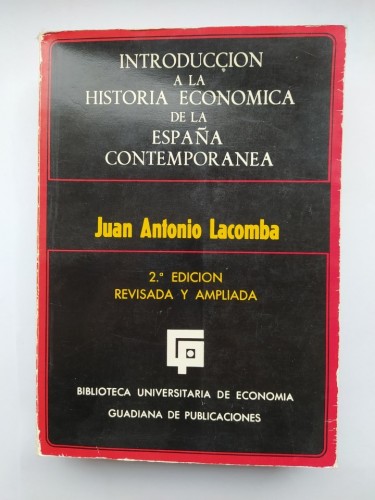 INTRODUCCION
A LA
HISTORIA ECONOMICA
DE LA
ESPAÑA
CONTEMPORANEA
Juan Antonio Lacomba
2.ª EDICION
REVISADA Y AMPLIADA
BIBLIOTECA UNIVERSITARIA DE ECONOMIA
GUADIANA DE PUBLICACIONES